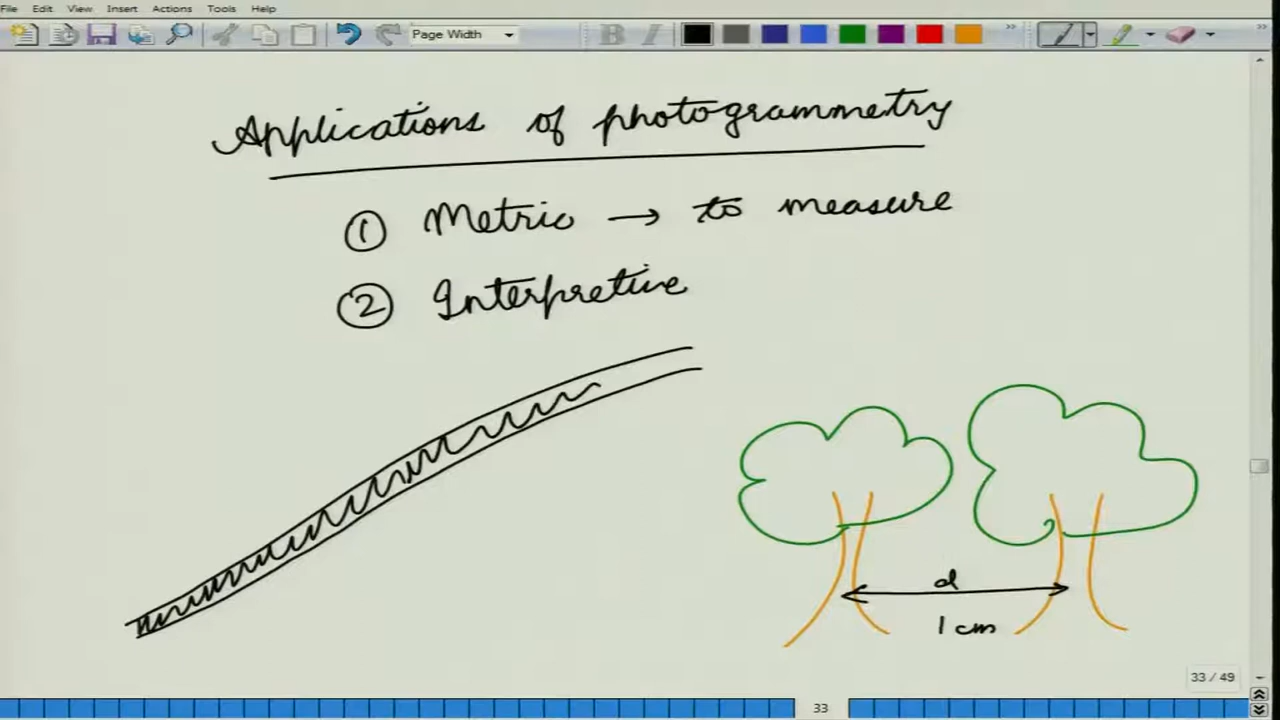 File Edit View Insert Actions Tools Help
Page Width
B I
Applications of photogrammetry
① Metric → to measure
② Interpretive
d
1 cm
33 / 49
33